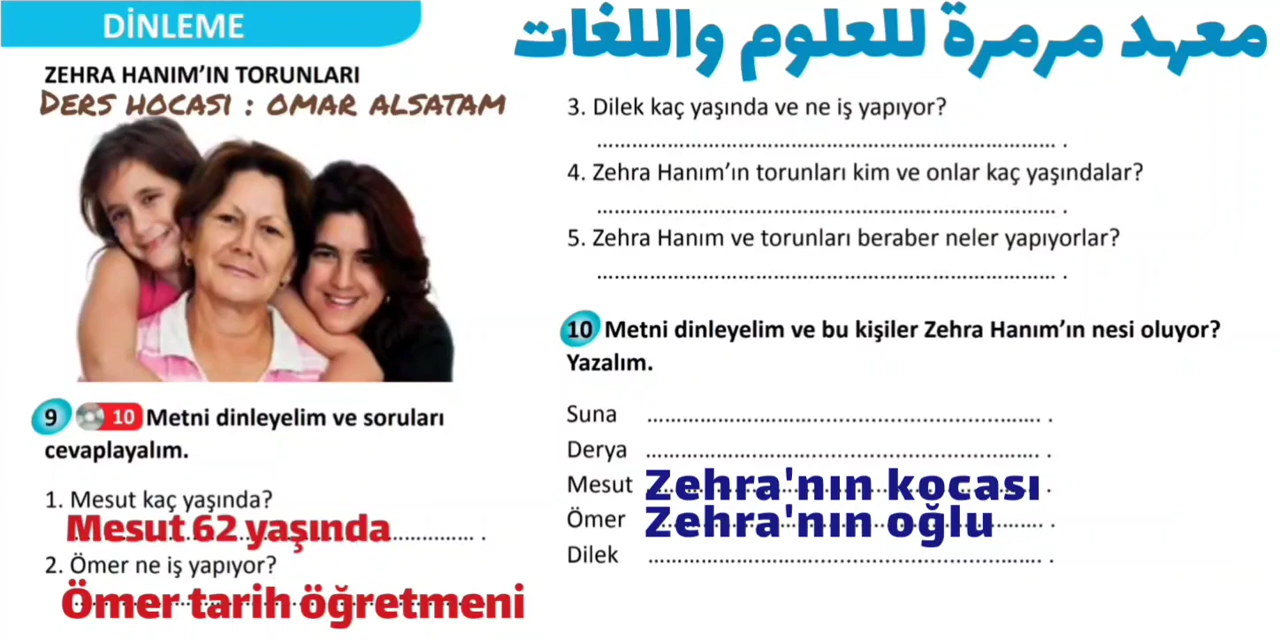 DİNLEME
معهد مرمرة للعلوم واللغات
ZEHRA HANIM’IN TORUNLARI
DERS HOCASI : OMAR ALSATAM
9 10 Metni dinleyelim ve soruları
cevaplayalım.
1. Mesut kaç yaşında?
Mesut 62 yaşında
2. Ömer ne iş yapıyor?
Ömer tarih öğretmeni
3. Dilek kaç yaşında ve ne iş yapıyor?
4. Zehra Hanım’ın torunları kim ve onlar kaç yaşındalar?
5. Zehra Hanım ve torunları beraber neler yapıyorlar?
10 Metni dinleyelim ve bu kişiler Zehra Hanım’ın nesi oluyor?
Yazalım.
Suna
Derya
Mesut Zehra'nın kocası
Ömer Zehra'nın oğlu
Dilek